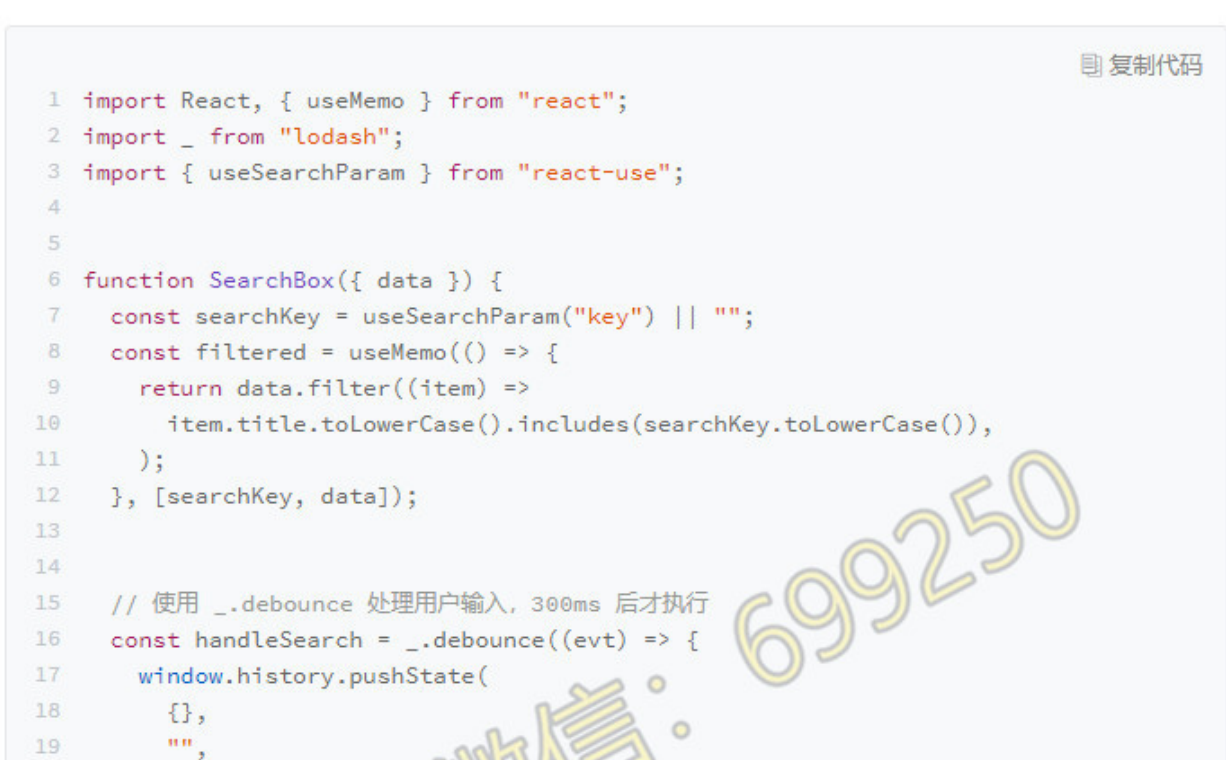 复制代码
1 import React, { useMemo } from "react";
2 import _ from "lodash";
3 import { useSearchParam } from "react-use";
4
5
6 function SearchBox({ data }) {
7   const searchKey = useSearchParam("key") || "";
8   const filtered = useMemo(() => {
9     return data.filter((item) =>
10       item.title.toLowerCase().includes(searchKey.toLowerCase()),
11     );
12   }, [searchKey, data]);
13
14
15   // 使用 _.debounce 处理用户输入, 300ms 后才执行
16   const handleSearch = _.debounce((evt) => {
17     window.history.pushState(
18       {},
19       "",
微信: 699250